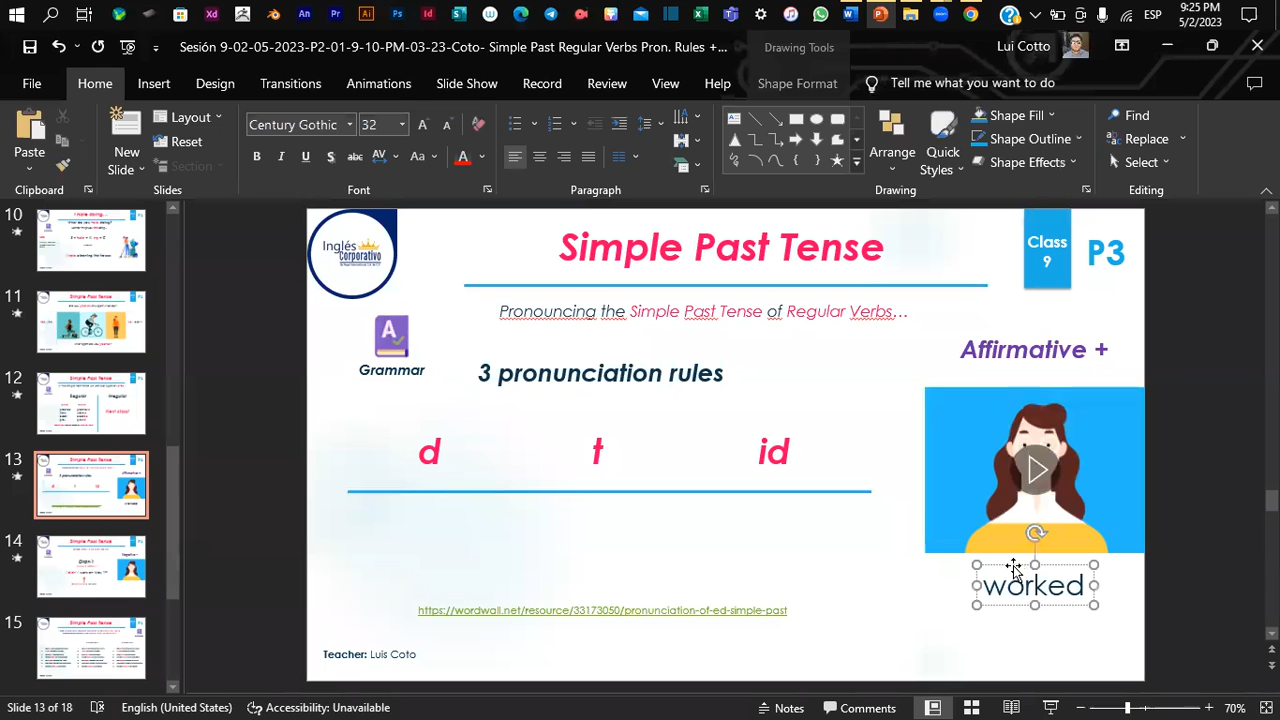 9:25 PM
ESP
5/2/2023
Sesión 9-02-05-2023-P2-01-9-10-PM-03-23-Coto- Simple Past Regular Verbs Pron. Rules +...
Drawing Tools
Lui Cotto
File
Home
Insert
Design
Transitions
Animations
Slide Show
Record
Review
View
Help
Shape Format
Tell me what you want to do
Paste
New
Slide
Layout
Reset
Section
Century Gothic
32
Arrange
Quick
Styles
Shape Fill
Shape Outline
Shape Effects
Find
Replace
Select
Clipboard
Slides
Font
Paragraph
Drawing
Editing
10
11
12
13
14
15
Inglés
Corporativo
Simple Past Tense
Class
9
P3
Pronouncing the Simple Past Tense of Regular Verbs...
Affirmative +
Grammar
3 pronunciation rules
d
t
id
worked
https://wordwall.net/resource/33173050/pronunciation-of-ed-simple-past
Teacher: Luis Coto
Slide 13 of 18
English (United States)
Accessibility: Unavailable
Notes
Comments
70%